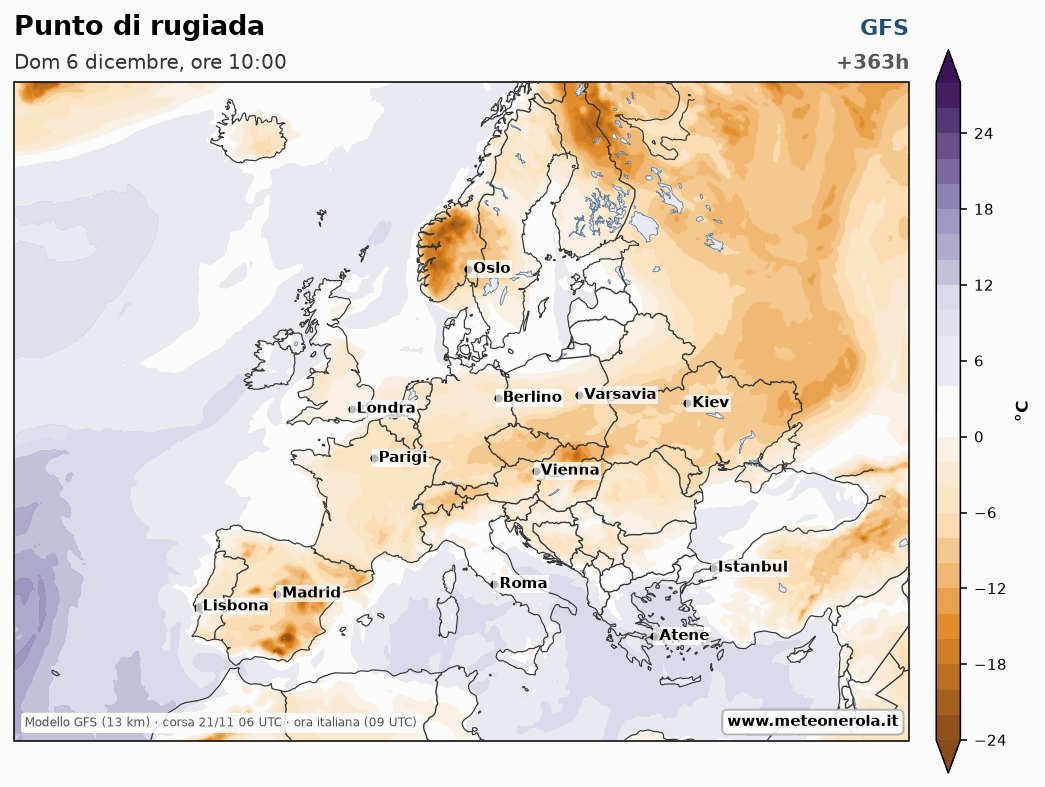 Punto di rugiada
GFS
Dom 6 dicembre, ore 10:00
+363h
Oslo
Londra
Berlino
Varsavia
Kiev
Parigi
Vienna
Lisbona
Madrid
Roma
Istanbul
Atene
24
18
12
6
0
−6
−12
−18
−24
°C
Modello GFS (13 km) · corsa 21/11 06 UTC · ora italiana (09 UTC)
www.meteonerola.it